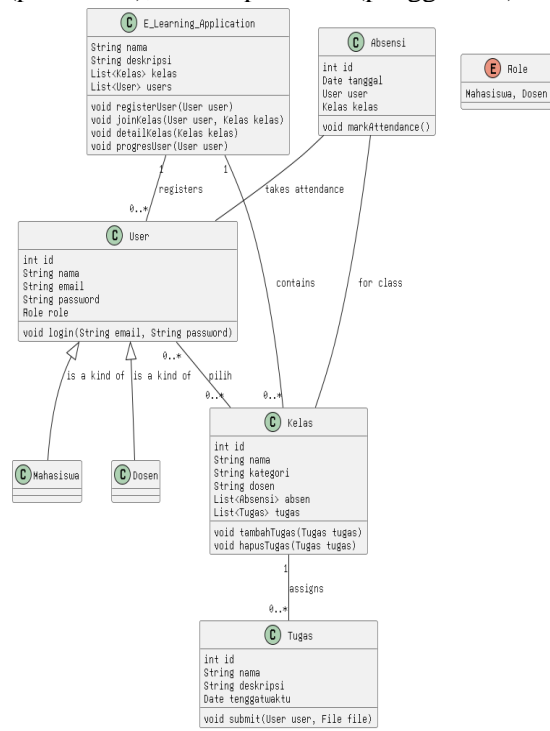 C E_Learning_Application
String nama
String deskripsi
List<Kelas> kelas
List<User> users
void registerUser(User user)
void joinKelas(User user, Kelas kelas)
void detailKelas(Kelas kelas)
void progresUser(User user)
C Absensi
int id
Date tanggal
User user
Kelas kelas
void markAttendance()
E Role
Mahasiswa, Dosen
1
registers
0..*
1
takes attendance
contains
for class
C User
int id
String nama
String email
String password
Role role
void login(String email, String password)
is a kind of
is a kind of
0..*
pilih
0..*
0..*
C Mahasiswa
C Dosen
C Kelas
int id
String nama
String kategori
String dosen
List<Absensi> absen
List<Tugas> tugas
void tambahTugas(Tugas tugas)
void hapusTugas(Tugas tugas)
1
assigns
0..*
C Tugas
int id
String nama
String deskripsi
Date tenggatwaktu
void submit(User user, File file)